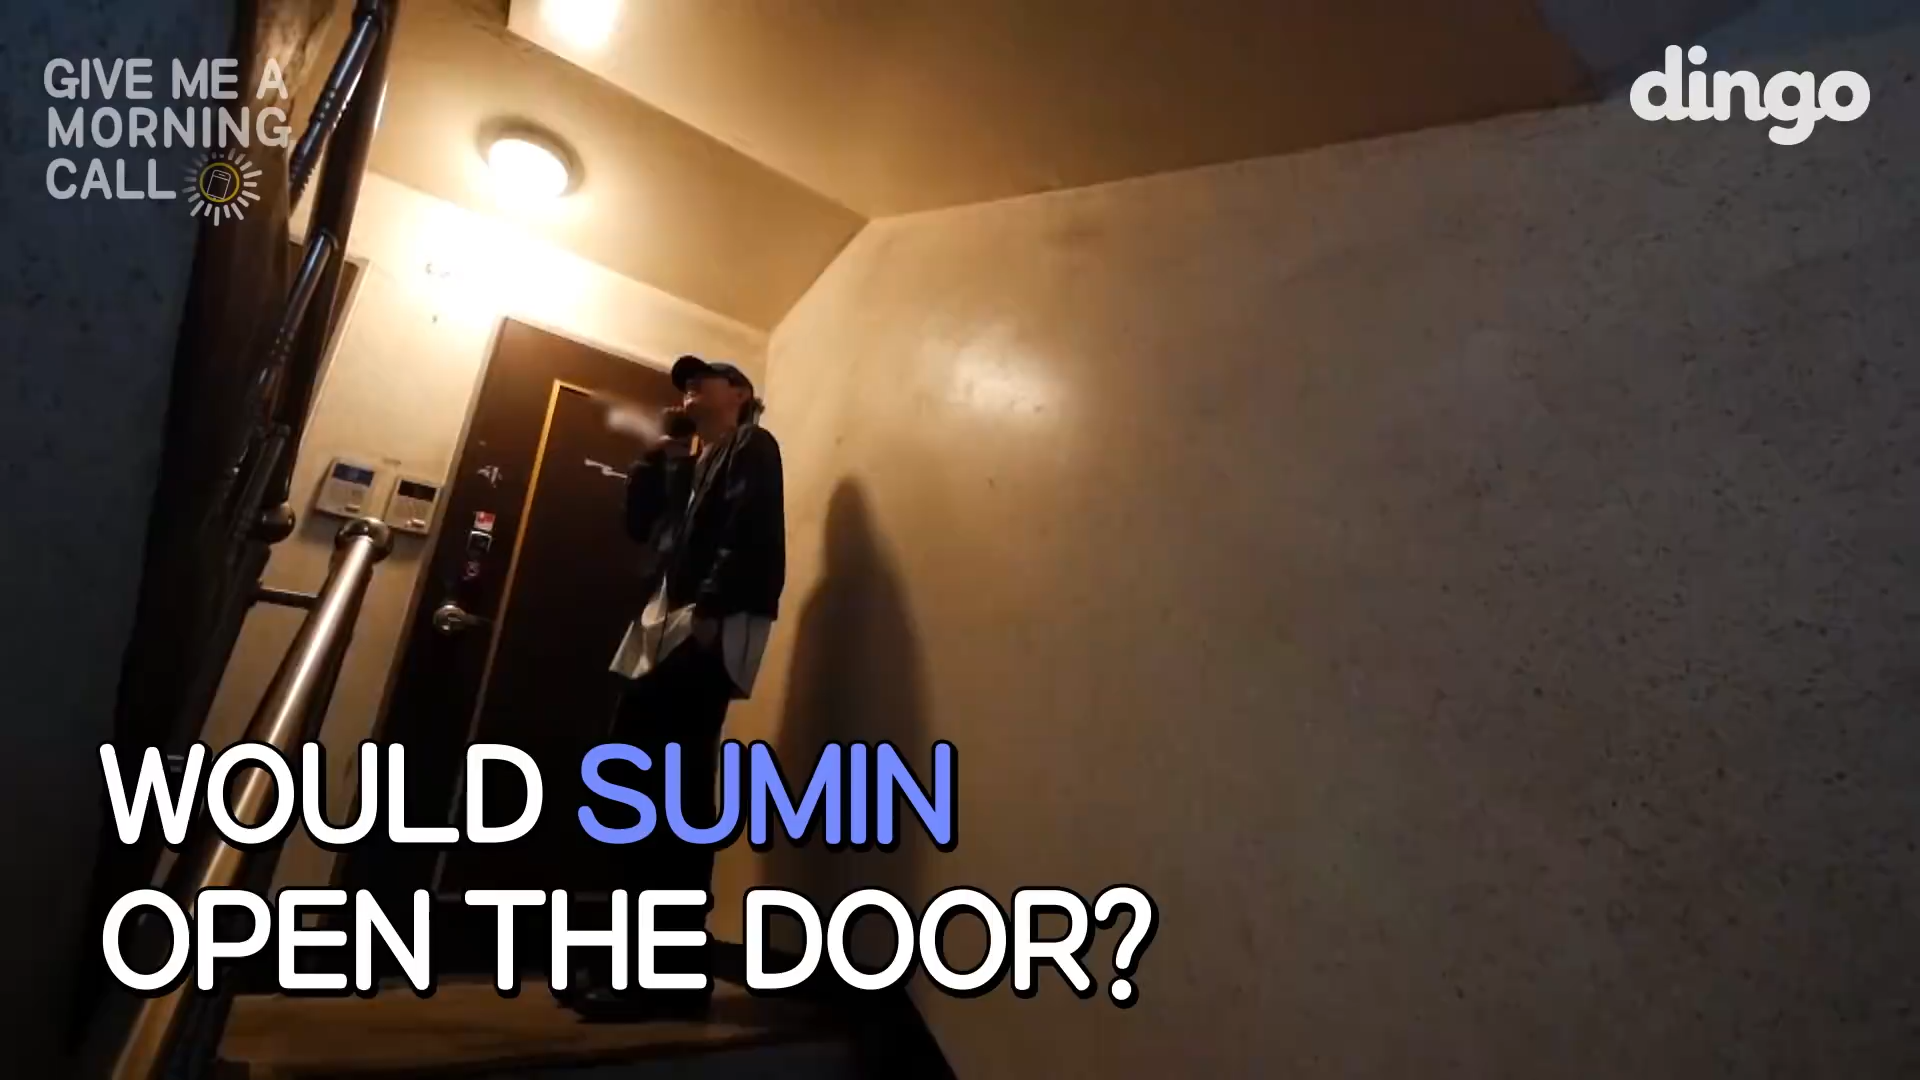 GIVE ME A
MORNING
CALL
dingo
WOULD SUMIN
OPEN THE DOOR?